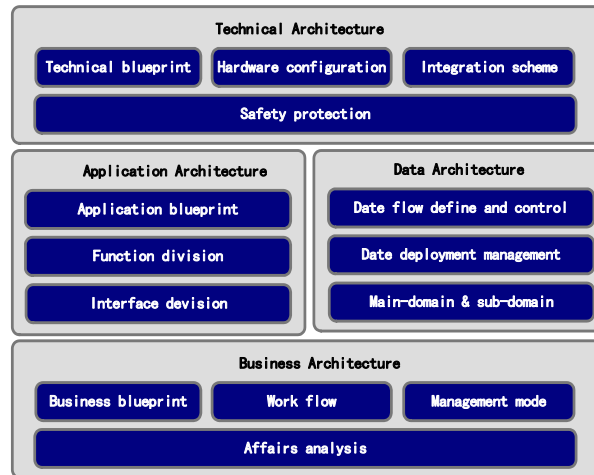 Technical Architecture
Technical blueprint
Hardware configuration
Integration scheme
Safety protection
Application Architecture
Application blueprint
Function division
Interface devision
Data Architecture
Date flow define and control
Date deployment management
Main-domain & sub-domain
Business Architecture
Business blueprint
Work flow
Management mode
Affairs analysis